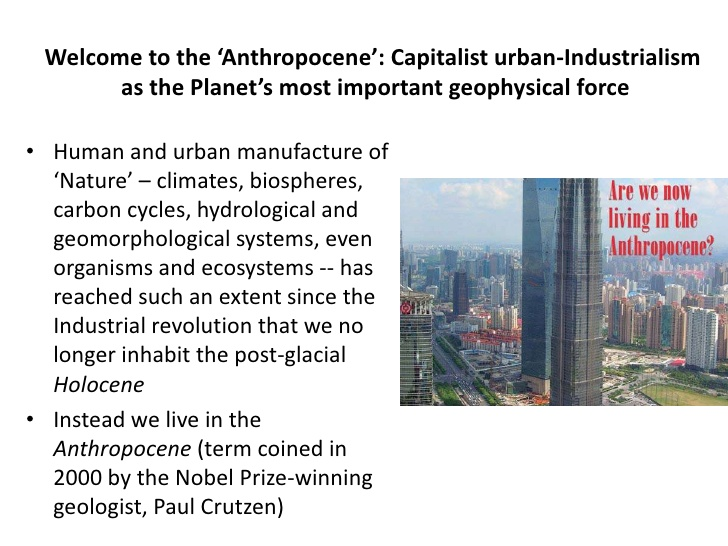 Welcome to the ‘Anthropocene’: Capitalist urban-Industrialism
as the Planet’s most important geophysical force
• Human and urban manufacture of
‘Nature’ – climates, biospheres,
carbon cycles, hydrological and
geomorphological systems, even
organisms and ecosystems -- has
reached such an extent since the
Industrial revolution that we no
longer inhabit the post-glacial
Holocene
• Instead we live in the
Anthropocene (term coined in
2000 by the Nobel Prize-winning
geologist, Paul Crutzen)
Are we now
living in the
Anthropocene?